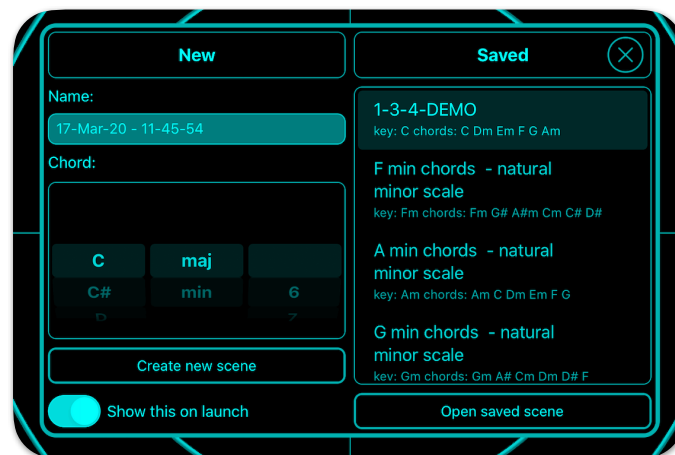 New
Name:
17-Mar-20 - 11-45-54
Chord:
C maj
C# min 6
D 7
Create new scene
Show this on launch
Saved
1-3-4-DEMO
key: C chords: C Dm Em F G Am
F min chords - natural
minor scale
key: Fm chords: Fm G# A#m Cm C# D#
A min chords - natural
minor scale
key: Am chords: Am C Dm Em F G
G min chords - natural
minor scale
key: Gm chords: Gm A# Cm Dm D# F
Open saved scene